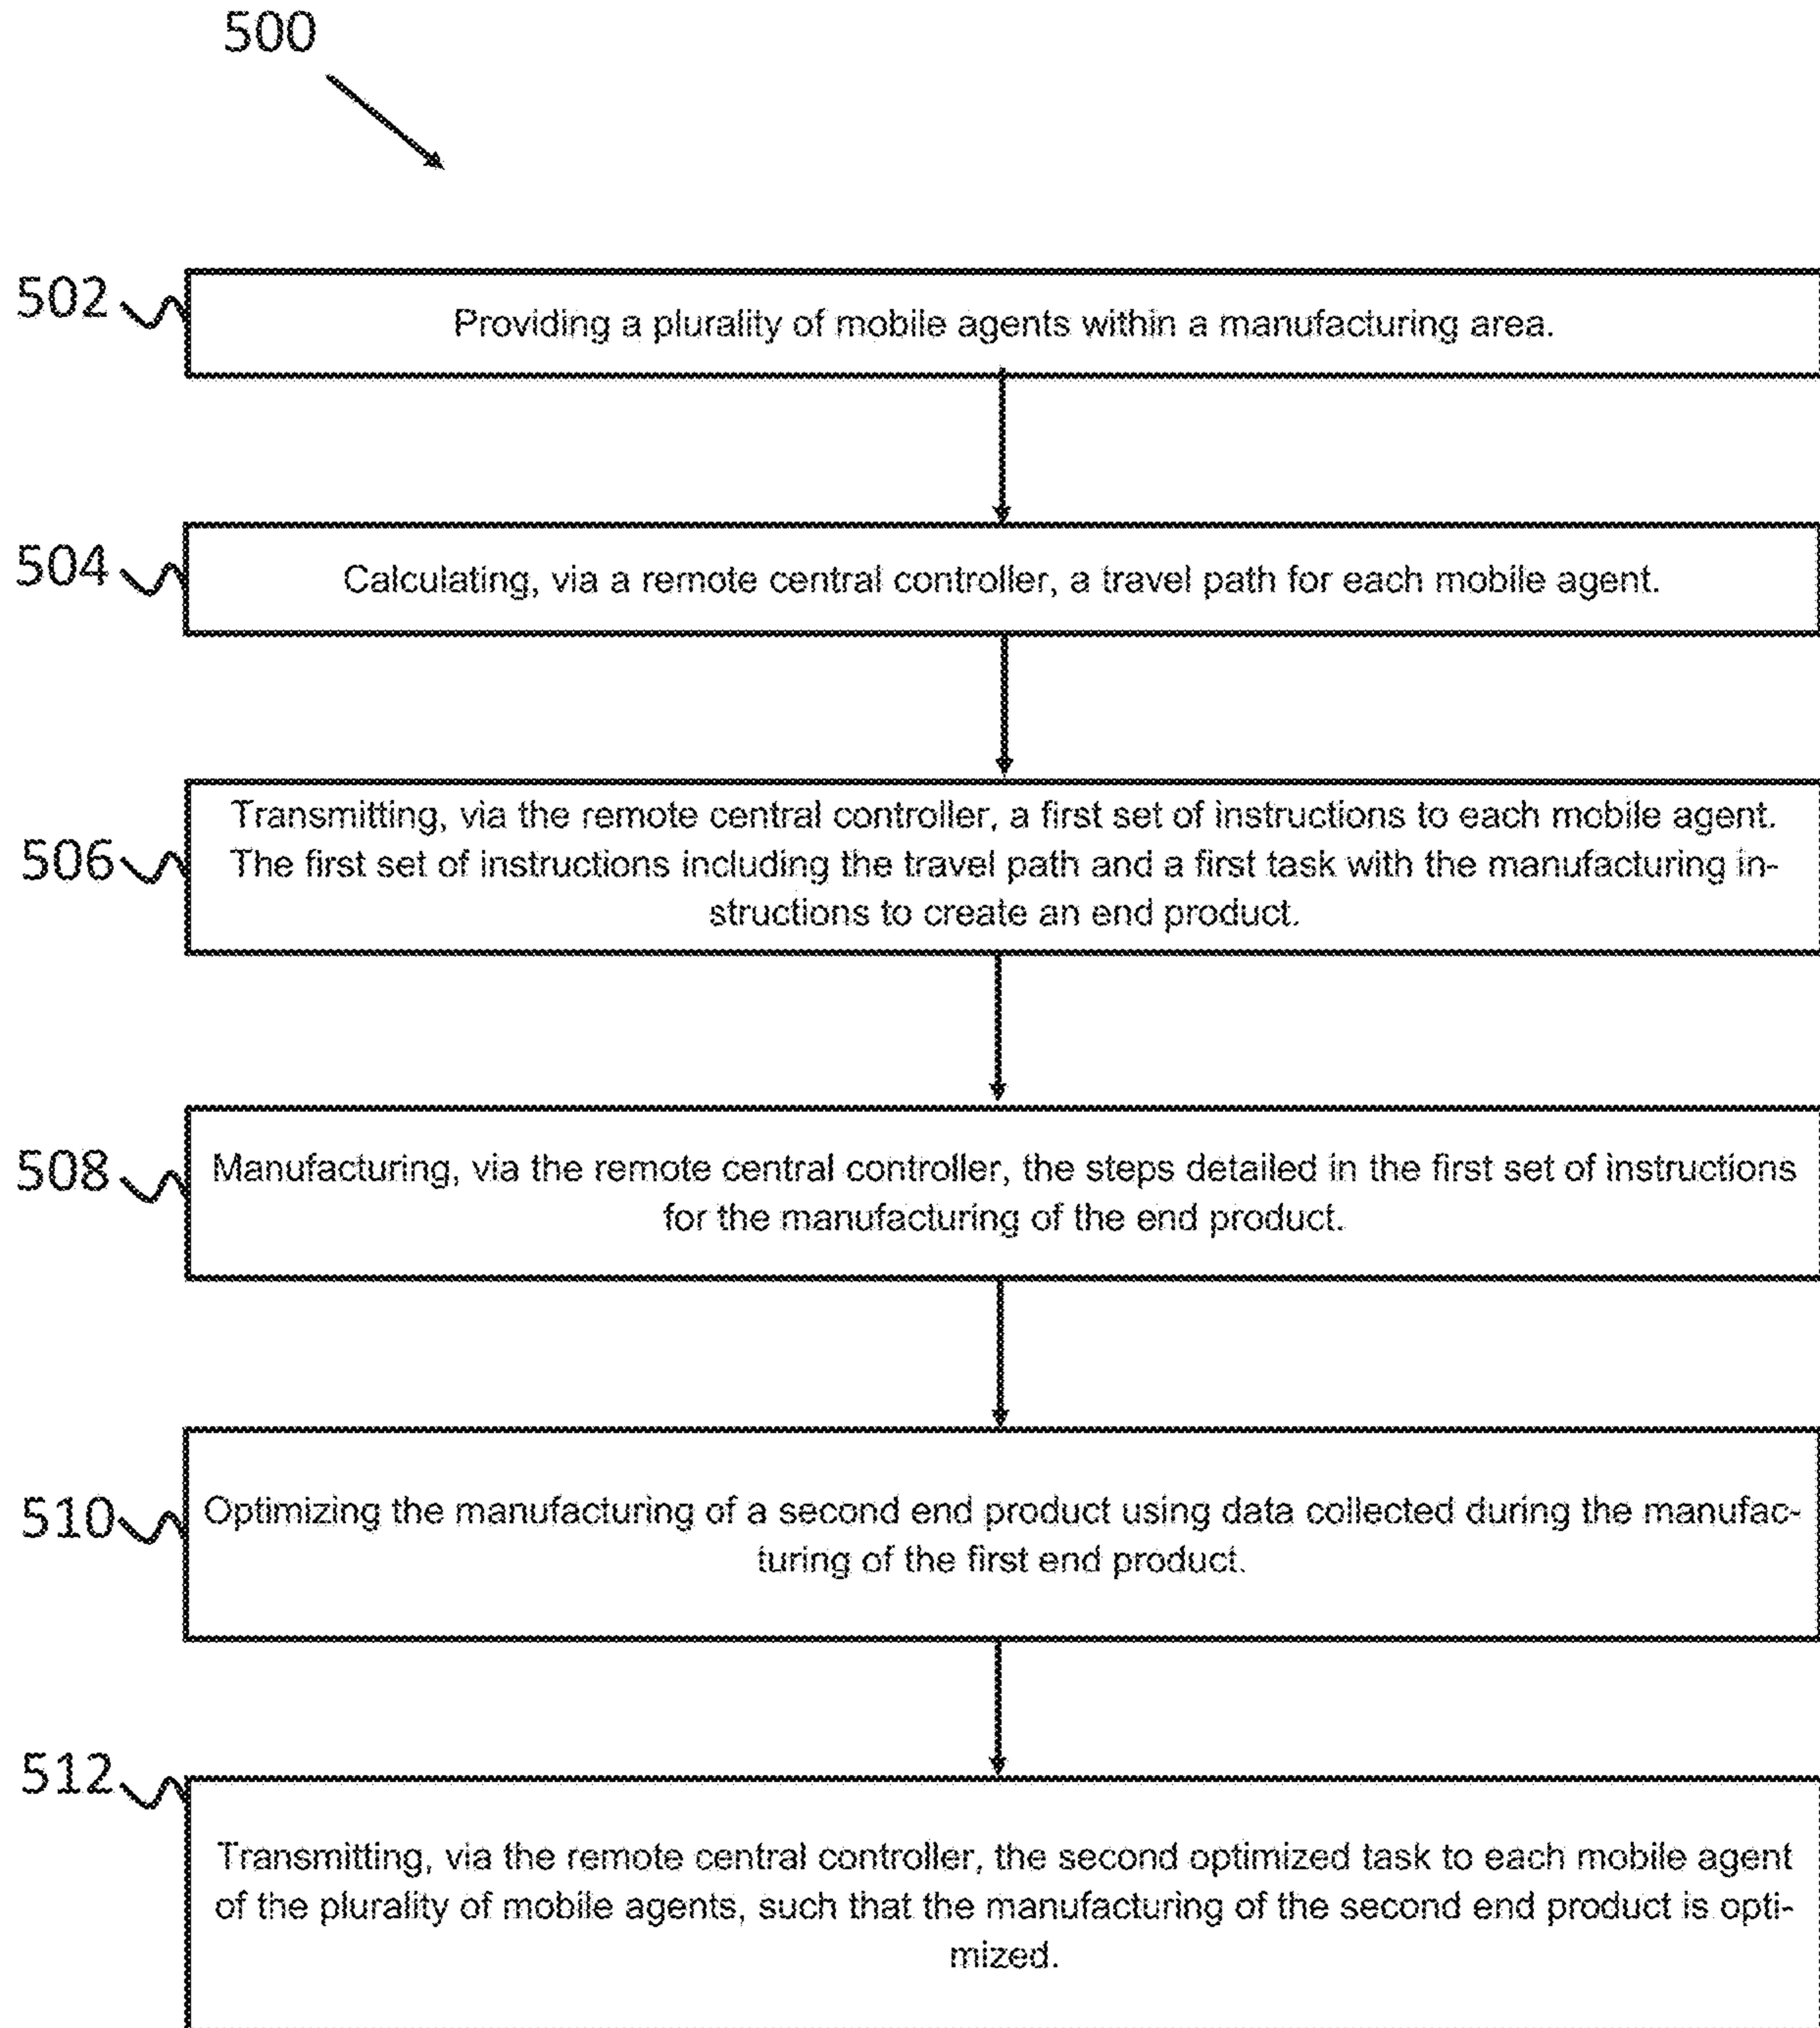 500
502
Providing a plurality of mobile agents within a manufacturing area.
504
Calculating, via a remote central controller, a travel path for each mobile agent.
506
Transmitting, via the remote central controller, a first set of instructions to each mobile agent.
The first set of instructions including the travel path and a first task with the manufacturing in-
structions to create an end product.
508
Manufacturing, via the remote central controller, the steps detailed in the first set of instructions
for the manufacturing of the end product.
510
Optimizing the manufacturing of a second end product using data collected during the manufac-
turing of the first end product.
512
Transmitting, via the remote central controller, the second optimized task to each mobile agent
of the plurality of mobile agents, such that the manufacturing of the second end product is opti-
mized.